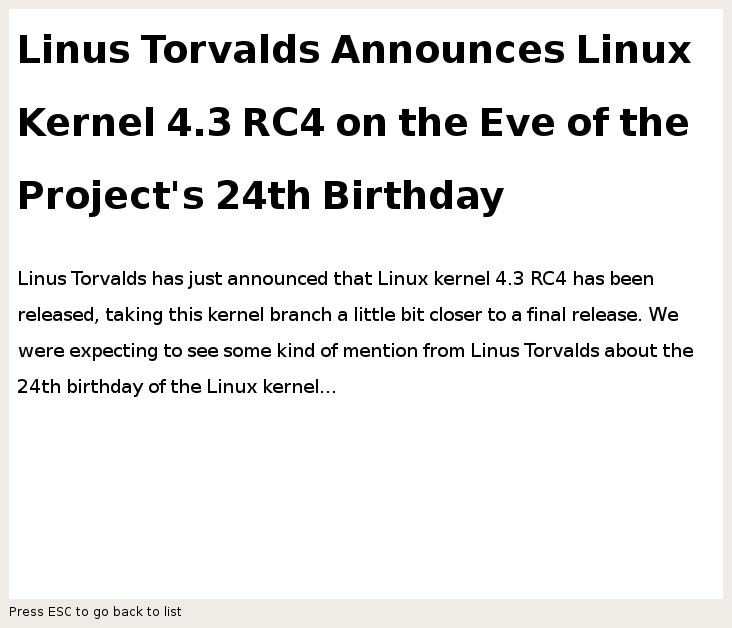 Linus Torvalds Announces Linux
Kernel 4.3 RC4 on the Eve of the
Project's 24th Birthday
Linus Torvalds has just announced that Linux kernel 4.3 RC4 has been
released, taking this kernel branch a little bit closer to a final release. We
were expecting to see some kind of mention from Linus Torvalds about the
24th birthday of the Linux kernel...
Press ESC to go back to list